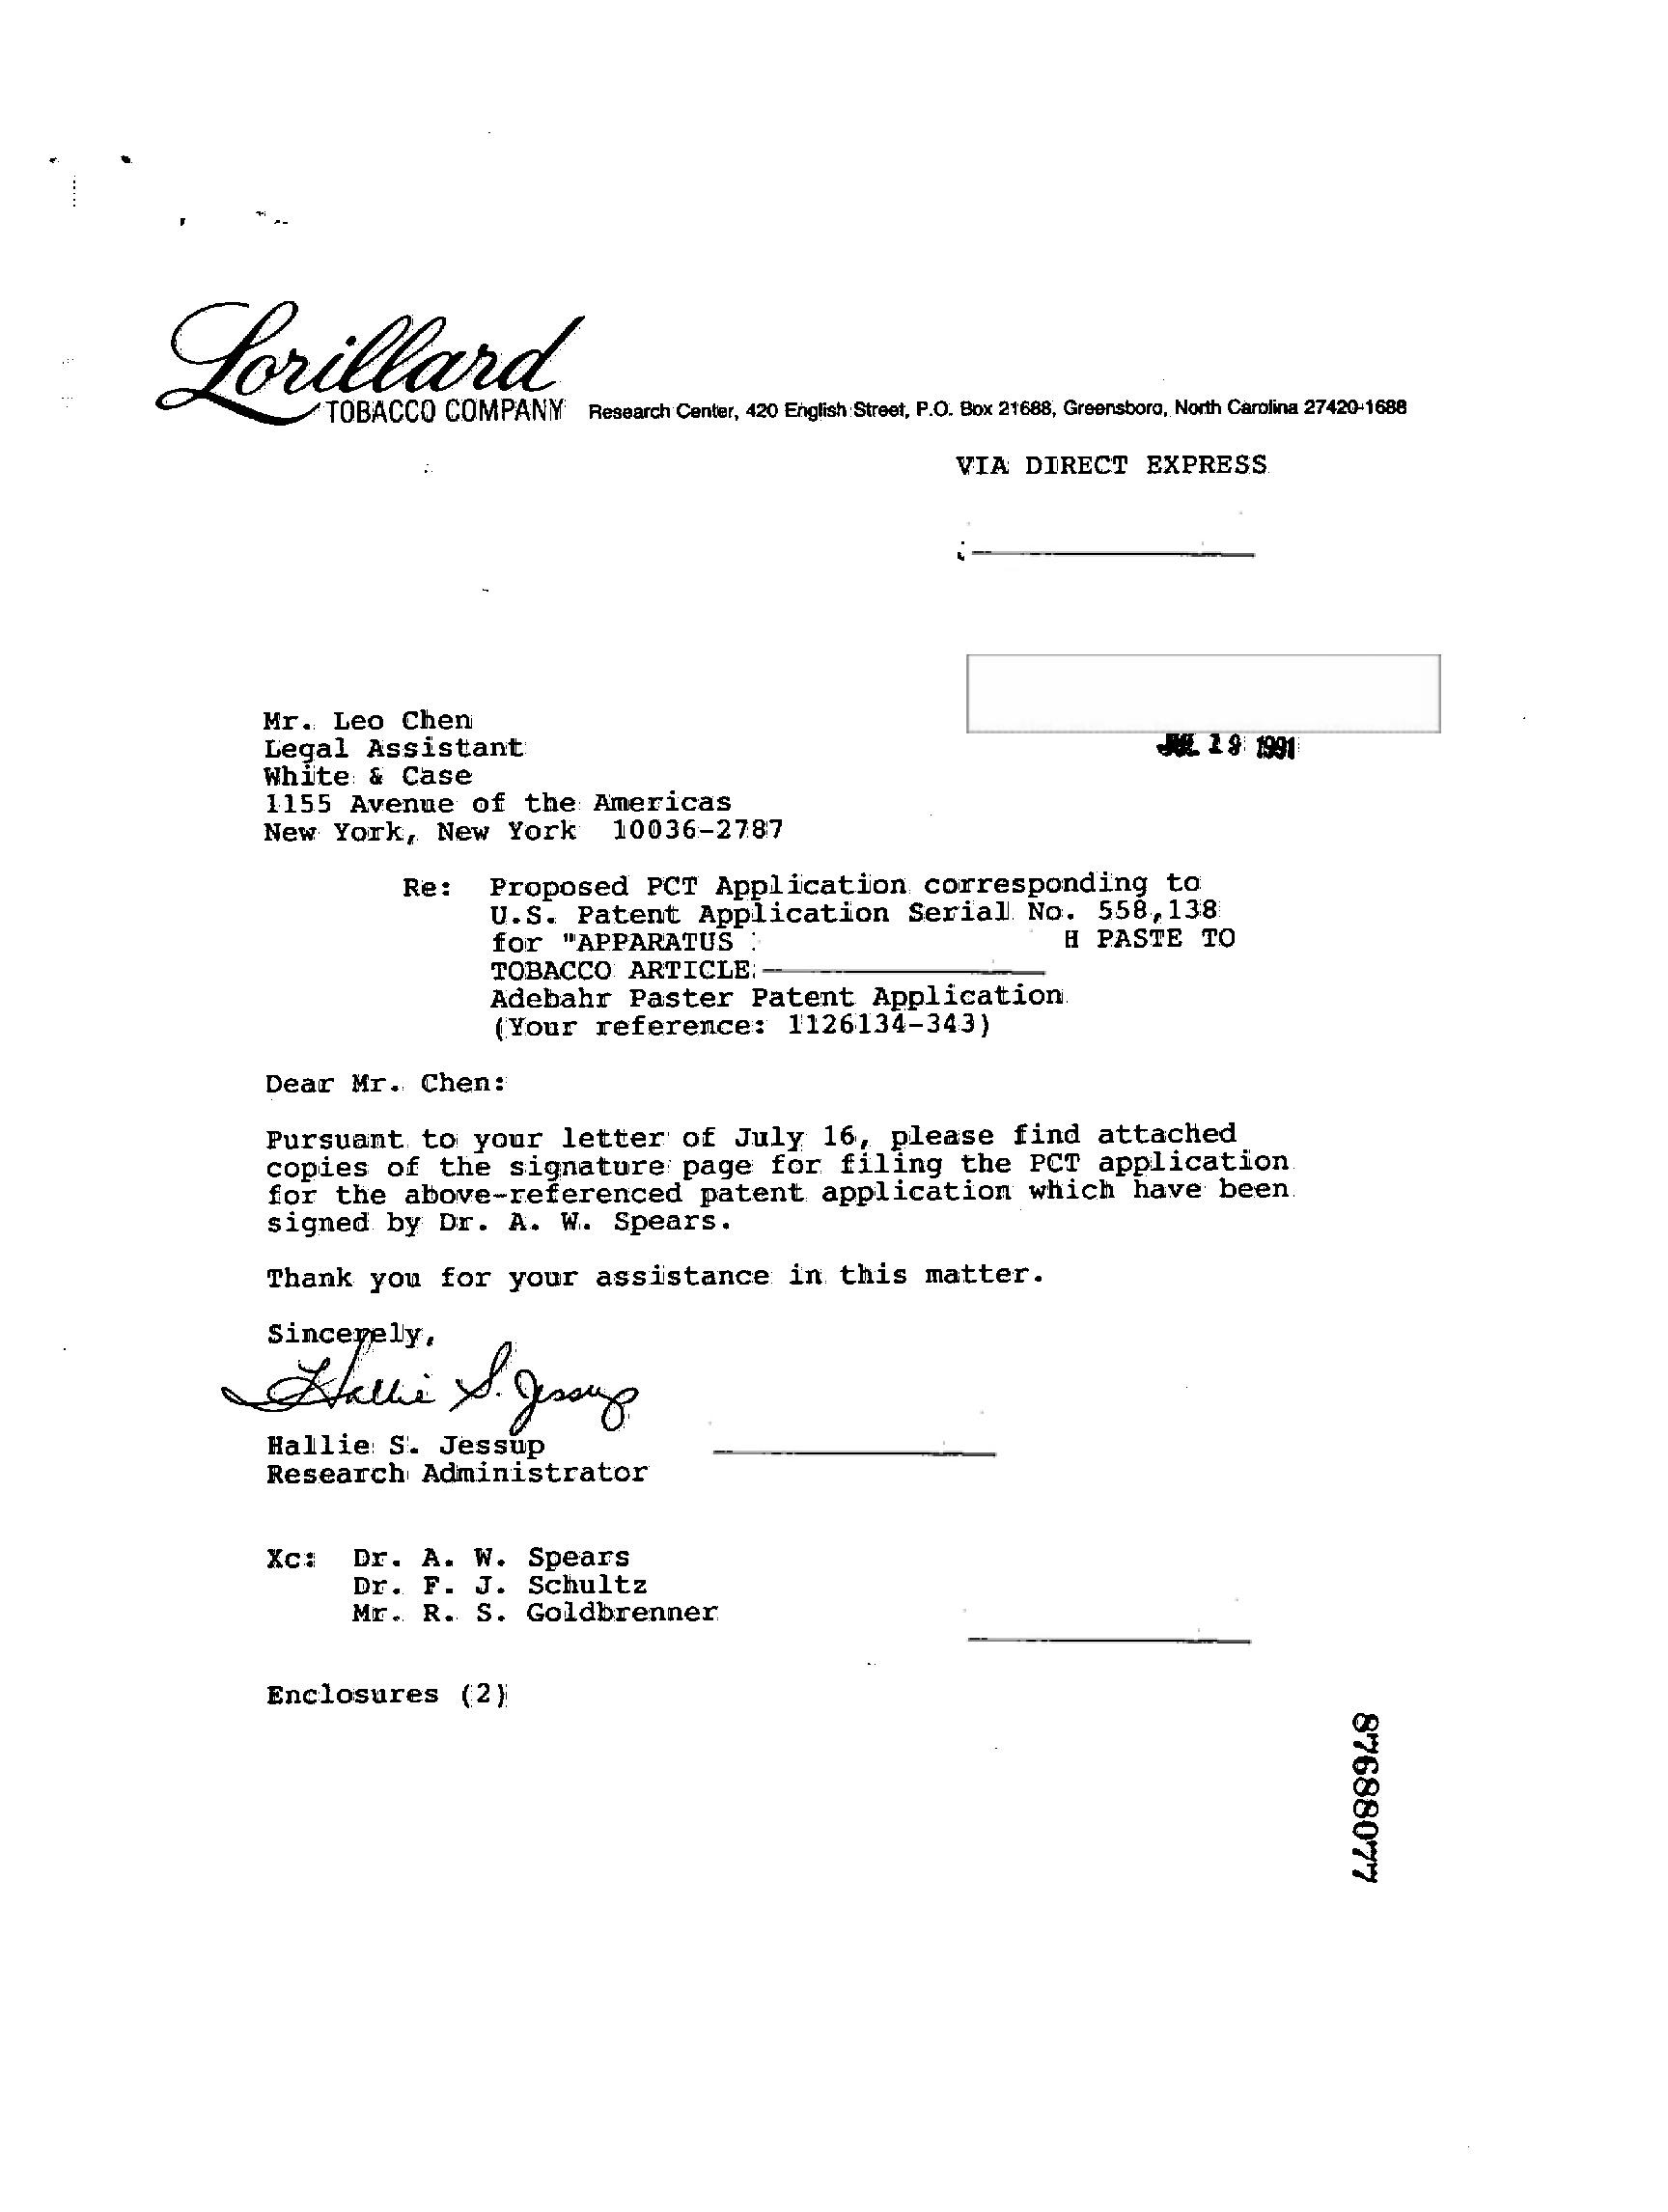 Lorillard
TOBACCO COMPANY Research Center, 420 English Street, P.O. Box 21688, Greensboro, North Carolina 27420-1688
VIA DIRECT EXPRESS
Mr. Leo Chen
Legal Assistant
White & Case
1155 Avenue of the Americas
New York, New York 10036-2787
JUL 19 1991
Re: Proposed PCT Application corresponding to
U.S. Patent Application Serial No. 558,138
for "APPARATUS H PASTE TO
TOBACCO ARTICLE
Adebahr Paster Patent Application
(Your reference: 1126134-343)
Dear Mr. Chen:
Pursuant to your letter of July 16, please find attached
copies of the signature page for filing the PCT application
for the above-referenced patent application which have been
signed by Dr. A. W. Spears.
Thank you for your assistance in this matter.
Sincerely,
Hallie S. Jessup
Hallie S. Jessup
Research Administrator
Xc: Dr. A. W. Spears
Dr. F. J. Schultz
Mr. R. S. Goldbrenner
Enclosures (2)
87688077